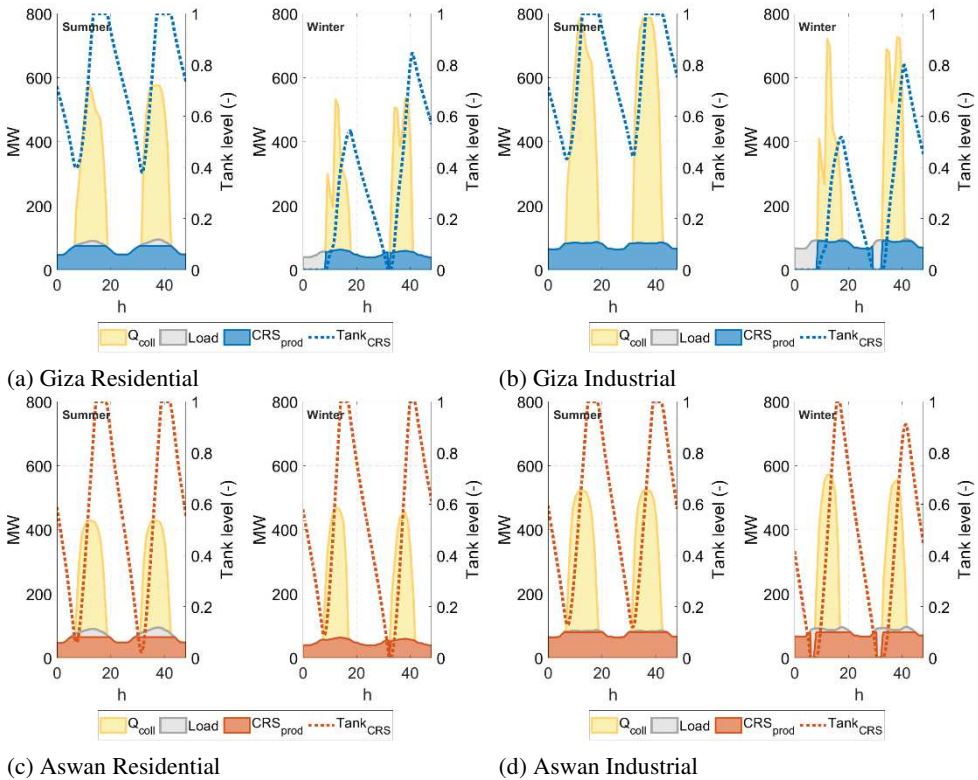 Summer
Winter
Summer
Winter
800
600
400
200
0
MW
1
0.8
0.6
0.4
0.2
0
Tank level (-)
800
600
400
200
0
MW
1
0.8
0.6
0.4
0.2
0
Tank level (-)
800
600
400
200
0
MW
1
0.8
0.6
0.4
0.2
0
Tank level (-)
800
600
400
200
0
MW
1
0.8
0.6
0.4
0.2
0
Tank level (-)
0 20 40
0 20 40
0 20 40
0 20 40
h
h
h
h
Qcoll Load CRSprod TankCRS
Qcoll Load CRSprod TankCRS
(a) Giza Residential
(b) Giza Industrial
Summer
Winter
Summer
Winter
800
600
400
200
0
MW
1
0.8
0.6
0.4
0.2
0
Tank level (-)
800
600
400
200
0
MW
1
0.8
0.6
0.4
0.2
0
Tank level (-)
800
600
400
200
0
MW
1
0.8
0.6
0.4
0.2
0
Tank level (-)
800
600
400
200
0
MW
1
0.8
0.6
0.4
0.2
0
Tank level (-)
0 20 40
0 20 40
0 20 40
0 20 40
h
h
h
h
Qcoll Load CRSprod TankCRS
Qcoll Load CRSprod TankCRS
(c) Aswan Residential
(d) Aswan Industrial